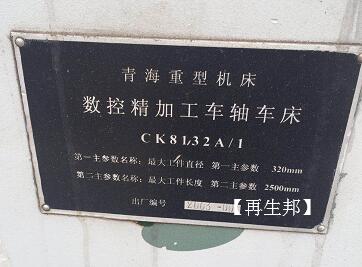 青海重型机床
数控精加工车轴车床
CK8132A/1
第一主参数名称：最大工件直径 第一主参数 320mm
第二主参数名称：最大工件长度 第二主参数 2500mm
出厂编号
【再生邦】